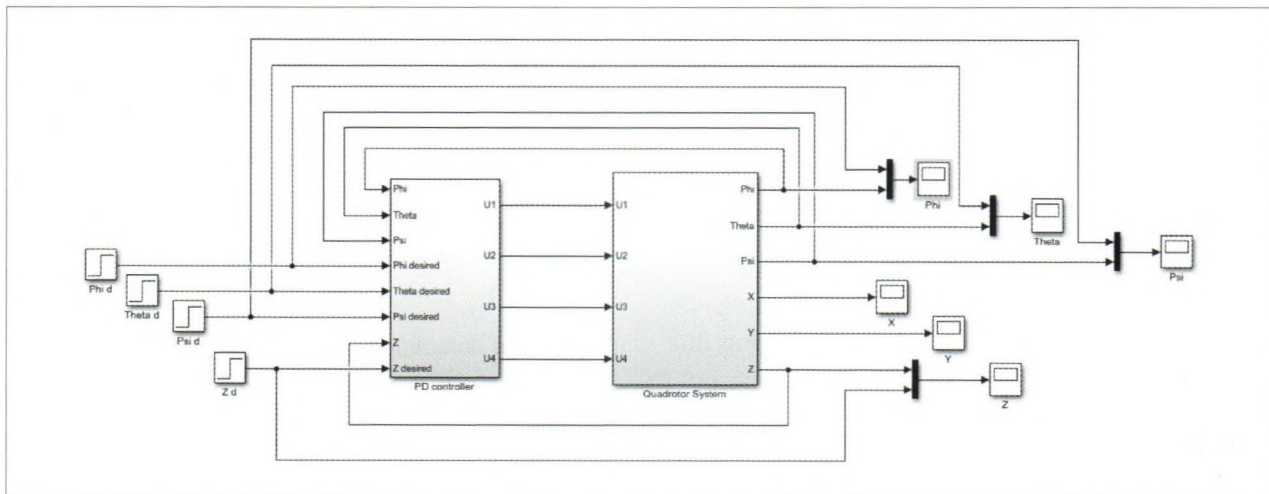 Phi d
Theta d
Psi d
Z d
Phi
Theta
Psi
Phi desired
Theta desired
Psi desired
Z
Z desired
U1
U2
U3
U4
PD controller
U1
U2
U3
U4
Phi
Theta
Psi
X
Y
Z
Quadrotor System
Phi
Theta
Psi
X
Y
Z